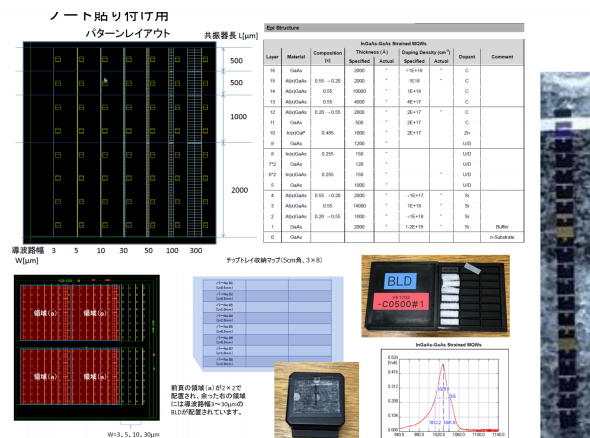 ノート貼り付け用
パターンレイアウト
共振器長 L[μm]
500
500
1000
2000
導波路幅 3 5 10 30 50 100 300
W[μm]
Epi Structure
InGaAs-GaAs Strained MQWs
Layer Material Composition [x] Thickness (Å) Doping Density (cm⁻³) Dopant Comment
Specified Actual Specified Actual
16 GaAs 2000 " >1E+19 " C
15 Al(x)GaAs 0.55 → 0.20 2000 " 1E18 " C
14 Al(x)GaAs 0.55 10000 " 1E+18 C
13 Al(x)GaAs 0.55 4000 " 4E+17 C
12 Al(x)GaAs 0.20 → 0.55 2000 " 2E+17 " C
11 GaAs 500 " 2E+17 C
10 In(x)GaP 0.485 1000 " 2E+17 Zn
9 GaAs 1200 " U/D
8 In(x)GaAs 0.255 150 " U/D
7*2 GaAs 120 " U/D
6*2 In(x)GaAs 0.255 150 " " U/D
5 GaAs 1000 " U/D
4 Al(x)GaAs 0.55 → 0.20 2000 " ~1E+17 " Si
3 Al(x)GaAs 0.55 14000 " 1E+18 Si
2 Al(x)GaAs 0.20 → 0.55 1000 " ~1E+18 " Si
1 GaAs 2000 " 1-2E+18 " Si Buffer
0 GaAs n-Substrate
領域(a) 領域(a)
領域(a) 領域(a)
W=3, 5, 10, 30μm
チップトレイ収納マップ(5cm角、3×8)
前頁の領域(a)が2×2で
配置され、余った右の領域
には導波路幅3～30μmの
BLDが配置されています。
BLD
-C0500#1
InGaAs-GaAs Strained MQWs